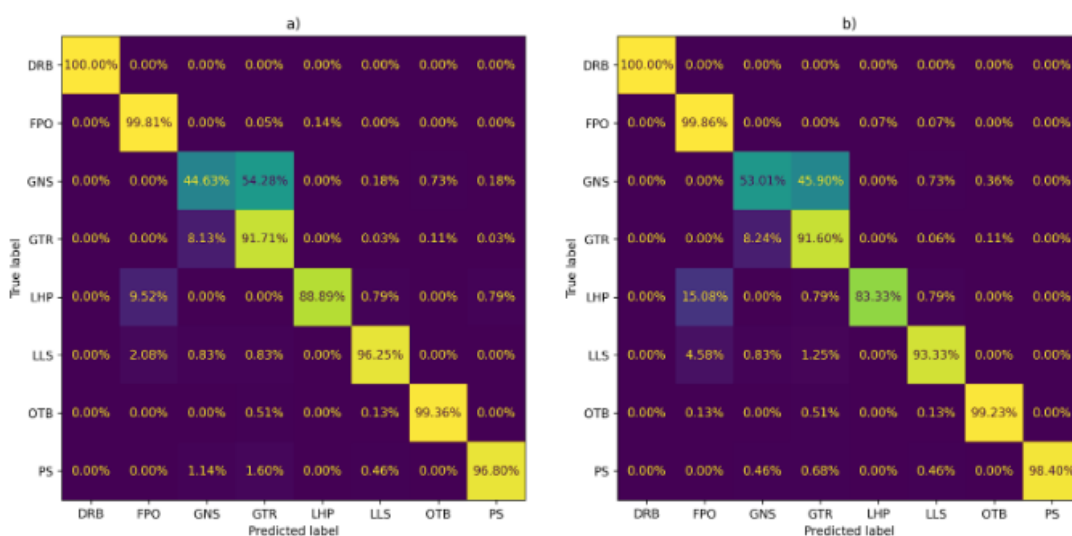 a)
DRB 100.00% 0.00% 0.00% 0.00% 0.00% 0.00% 0.00% 0.00%
FPO 0.00% 99.81% 0.00% 0.05% 0.14% 0.00% 0.00% 0.00%
GNS 0.00% 0.00% 44.63% 54.28% 0.00% 0.18% 0.73% 0.18%
GTR 0.00% 0.00% 8.13% 91.71% 0.00% 0.03% 0.11% 0.03%
LHP 0.00% 9.52% 0.00% 0.00% 88.89% 0.79% 0.00% 0.79%
LLS 0.00% 2.08% 0.83% 0.83% 0.00% 96.25% 0.00% 0.00%
OTB 0.00% 0.00% 0.00% 0.51% 0.00% 0.13% 99.36% 0.00%
PS 0.00% 0.00% 1.14% 1.60% 0.00% 0.46% 0.00% 96.80%
DRB FPO GNS GTR LHP LLS OTB PS
Predicted label
True label
b)
DRB 100.00% 0.00% 0.00% 0.00% 0.00% 0.00% 0.00% 0.00%
FPO 0.00% 99.86% 0.00% 0.00% 0.07% 0.07% 0.00% 0.00%
GNS 0.00% 0.00% 53.01% 45.90% 0.00% 0.73% 0.36% 0.00%
GTR 0.00% 0.00% 8.24% 91.60% 0.00% 0.06% 0.11% 0.00%
LHP 0.00% 15.08% 0.00% 0.79% 83.33% 0.79% 0.00% 0.00%
LLS 0.00% 4.58% 0.83% 1.25% 0.00% 93.33% 0.00% 0.00%
OTB 0.00% 0.13% 0.00% 0.51% 0.00% 0.13% 99.23% 0.00%
PS 0.00% 0.00% 0.46% 0.68% 0.00% 0.46% 0.00% 98.40%
DRB FPO GNS GTR LHP LLS OTB PS
Predicted label
True label